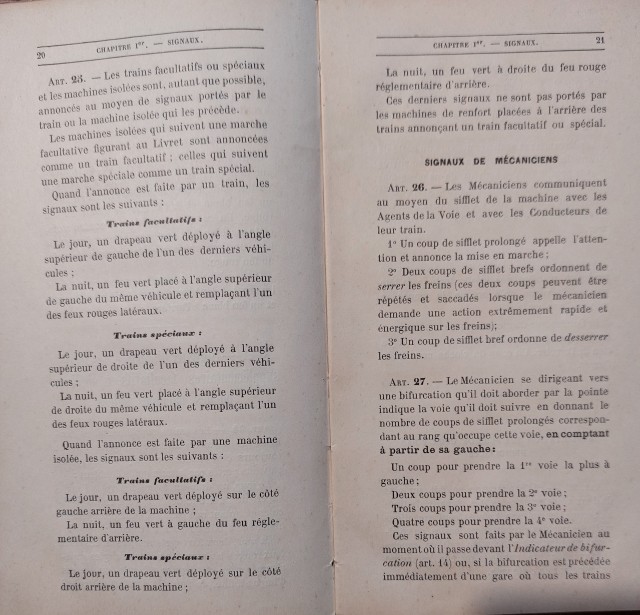 20
CHAPITRE 1er. — SIGNAUX.
ART. 25. — Les trains facultatifs ou spéciaux
et les machines isolées sont, autant que possible,
annoncés au moyen de signaux portés par le
train ou la machine isolée qui les précède.
Les machines isolées qui suivent une marche
facultative figurant au Livret sont annoncées
comme un train facultatif ; celles qui suivent
une marche spéciale comme un train spécial.
Quand l'annonce est faite par un train, les
signaux sont les suivants :
Trains facultatifs :
Le jour, un drapeau vert déployé à l'angle
supérieur de gauche de l'un des derniers véhi-
cules ;
La nuit, un feu vert placé à l'angle supérieur
de gauche du même véhicule et remplaçant l'un
des feux rouges latéraux.
Trains spéciaux :
Le jour, un drapeau vert déployé à l'angle
supérieur de droite de l'un des derniers véhi-
cules ;
La nuit, un feu vert placé à l'angle supérieur
de droite du même véhicule et remplaçant l'un
des feux rouges latéraux.
Quand l'annonce est faite par une machine
isolée, les signaux sont les suivants :
Trains facultatifs :
Le jour, un drapeau vert déployé sur le côté
gauche arrière de la machine ;
La nuit, un feu vert à gauche du feu régle-
mentaire d'arrière.
Trains spéciaux :
Le jour, un drapeau vert déployé sur le côté
droit arrière de la machine ;
CHAPITRE 1er. — SIGNAUX.
21
La nuit, un feu vert à droite du feu rouge
réglementaire d'arrière.
Ces derniers signaux ne sont pas portés par
les machines de renfort placées à l'arrière des
trains annonçant un train facultatif ou spécial.
SIGNAUX DE MÉCANICIENS
ART. 26. — Les Mécaniciens communiquent
au moyen du sifflet de la machine avec les
Agents de la Voie et avec les Conducteurs de
leur train.
1° Un coup de sifflet prolongé appelle l'atten-
tion et annonce la mise en marche ;
2° Deux coups de sifflet brefs ordonnent de
serrer les freins (ces deux coups peuvent être
répétés et saccadés lorsque le mécanicien
demande une action extrêmement rapide et
énergique sur les freins);
3° Un coup de sifflet bref ordonne de desserrer
les freins.
ART. 27. — Le Mécanicien se dirigeant vers
une bifurcation qu'il doit aborder par la pointe
indique la voie qu'il doit suivre en donnant le
nombre de coups de sifflet prolongés correspon-
dant au rang qu'occupe cette voie, en comptant
à partir de sa gauche :
Un coup pour prendre la 1re voie la plus à
gauche ;
Deux coups pour prendre la 2e voie ;
Trois coups pour prendre la 3e voie ;
Quatre coups pour prendre la 4e voie.
Ces signaux sont faits par le Mécanicien au
moment où il passe devant l'Indicateur de bifur-
cation (art. 14) ou, si la bifurcation est précédée
immédiatement d'une gare où tous les trains